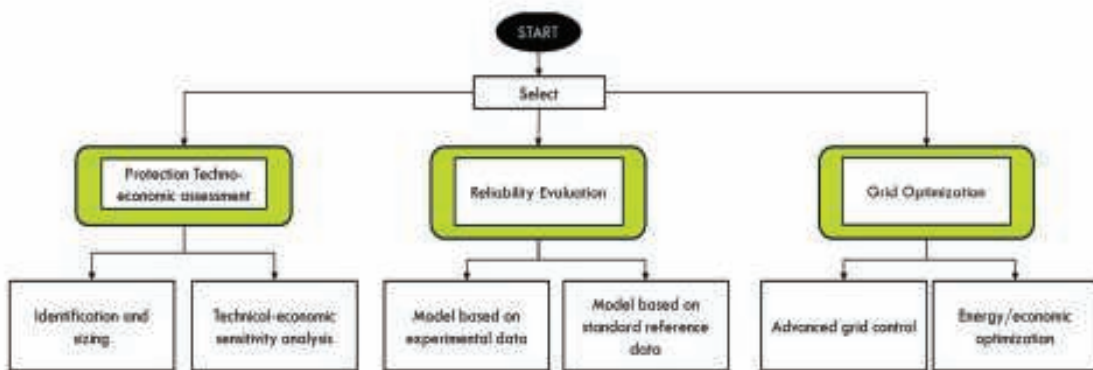 START
Select
Protection Techno-
economic assessment
Reliability Evaluation
Grid Optimization
Identification and
sizing
Technical-economic
sensitivity analysis
Model based on
experimental data
Model based on
standard reference
data
Advanced grid control
Energy/economic
optimization